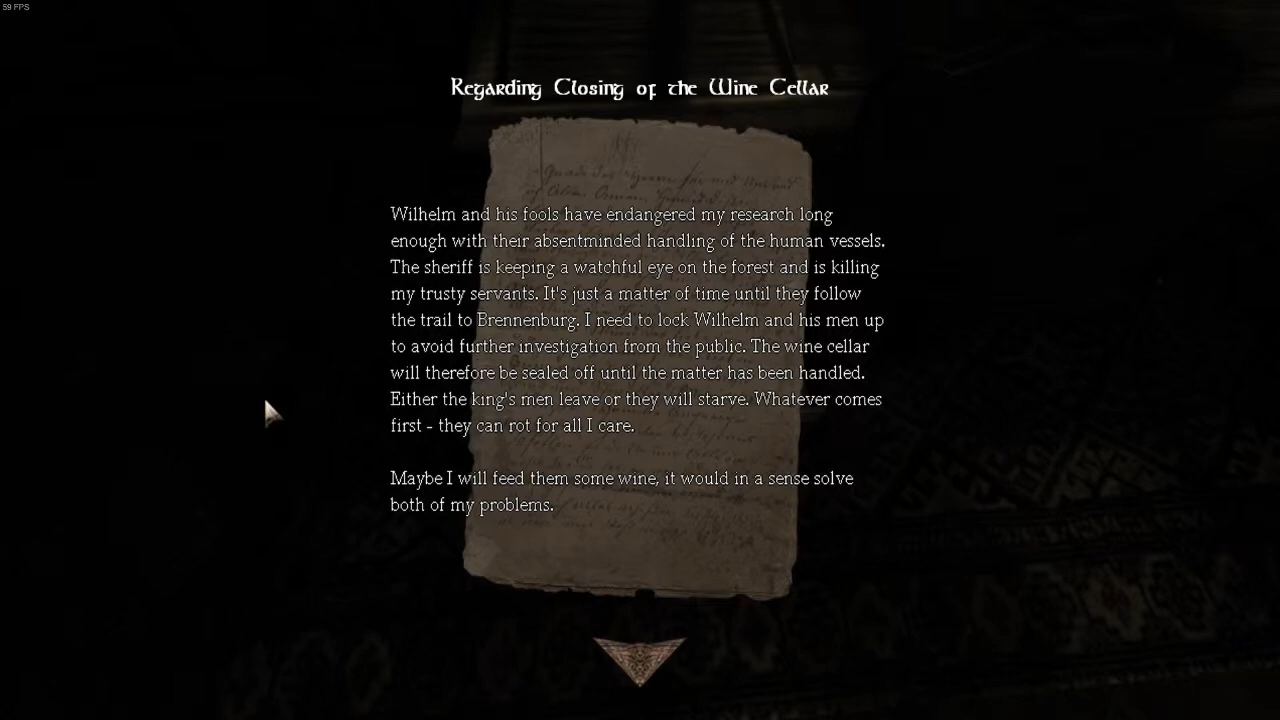 59 FPS
Regarding Closing of the Wine Cellar
Wilhelm and his fools have endangered my research long
enough with their absentminded handling of the human vessels.
The sheriff is keeping a watchful eye on the forest and is killing
my trusty servants. It's just a matter of time until they follow
the trail to Brennenburg. I need to lock Wilhelm and his men up
to avoid further investigation from the public. The wine cellar
will therefore be sealed off until the matter has been handled.
Either the king's men leave or they will starve. Whatever comes
first - they can rot for all I care.
Maybe I will feed them some wine, it would in a sense solve
both of my problems.